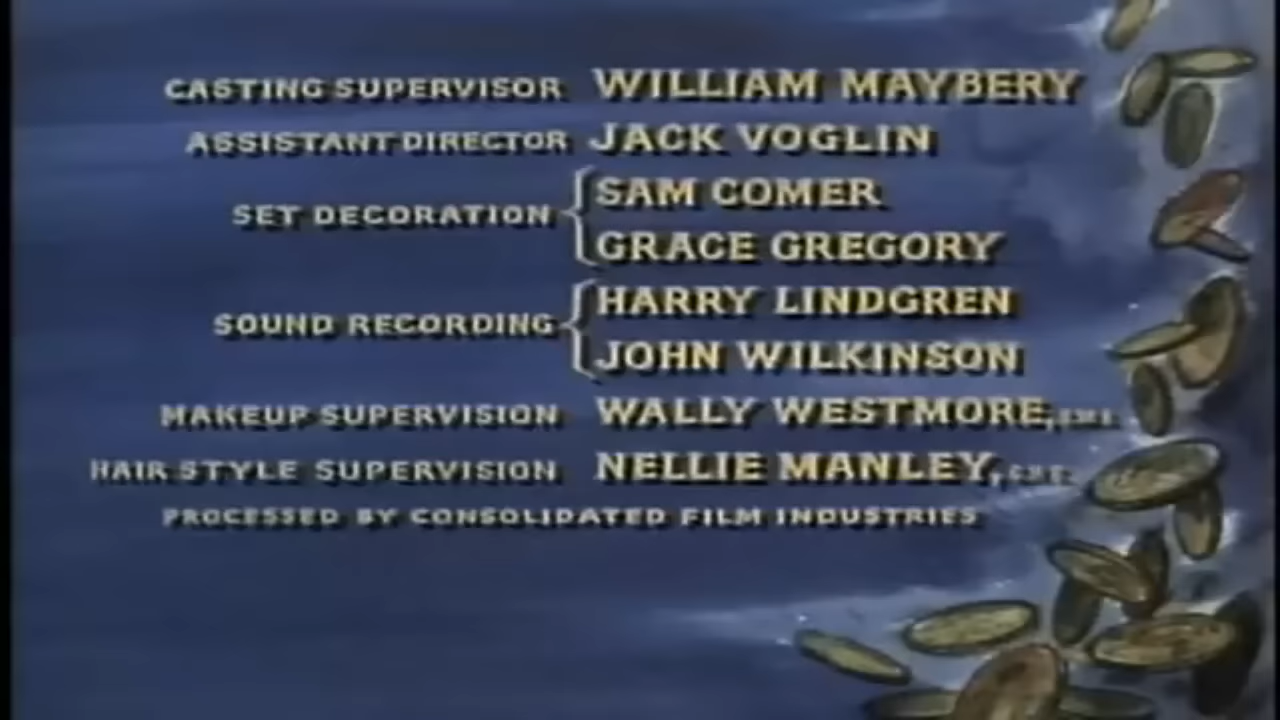 CASTING SUPERVISOR WILLIAM MAYBERY
ASSISTANT DIRECTOR JACK VOGLIN
SET DECORATION SAM COMER
GRACE GREGORY
SOUND RECORDING HARRY LINDGREN
JOHN WILKINSON
MAKEUP SUPERVISION WALLY WESTMORE,
HAIR STYLE SUPERVISION NELLIE MANLEY,
PROCESSED BY CONSOLIDATED FILM INDUSTRIES